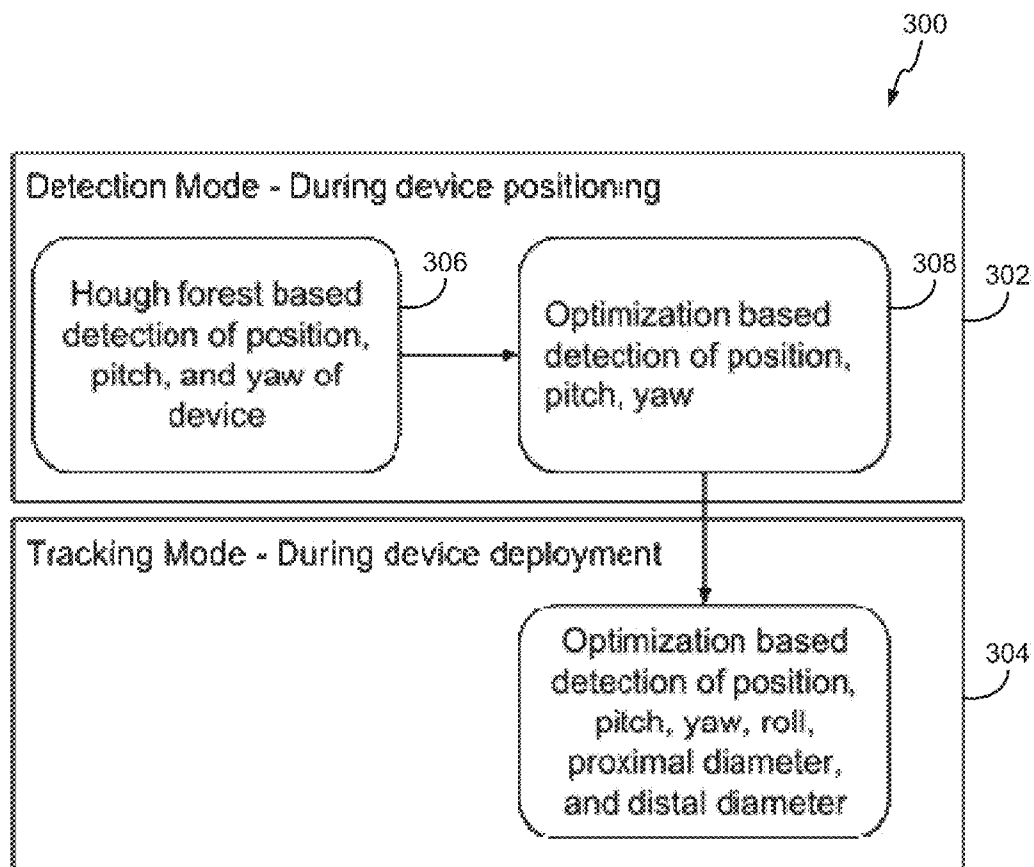 300
Detection Mode - During device positioning
306
Hough forest based
detection of position,
pitch, and yaw of
device
308
Optimization based
detection of position,
pitch, yaw
302
Tracking Mode - During device deployment
Optimization based
detection of position,
pitch, yaw, roll,
proximal diameter,
and distal diameter
304